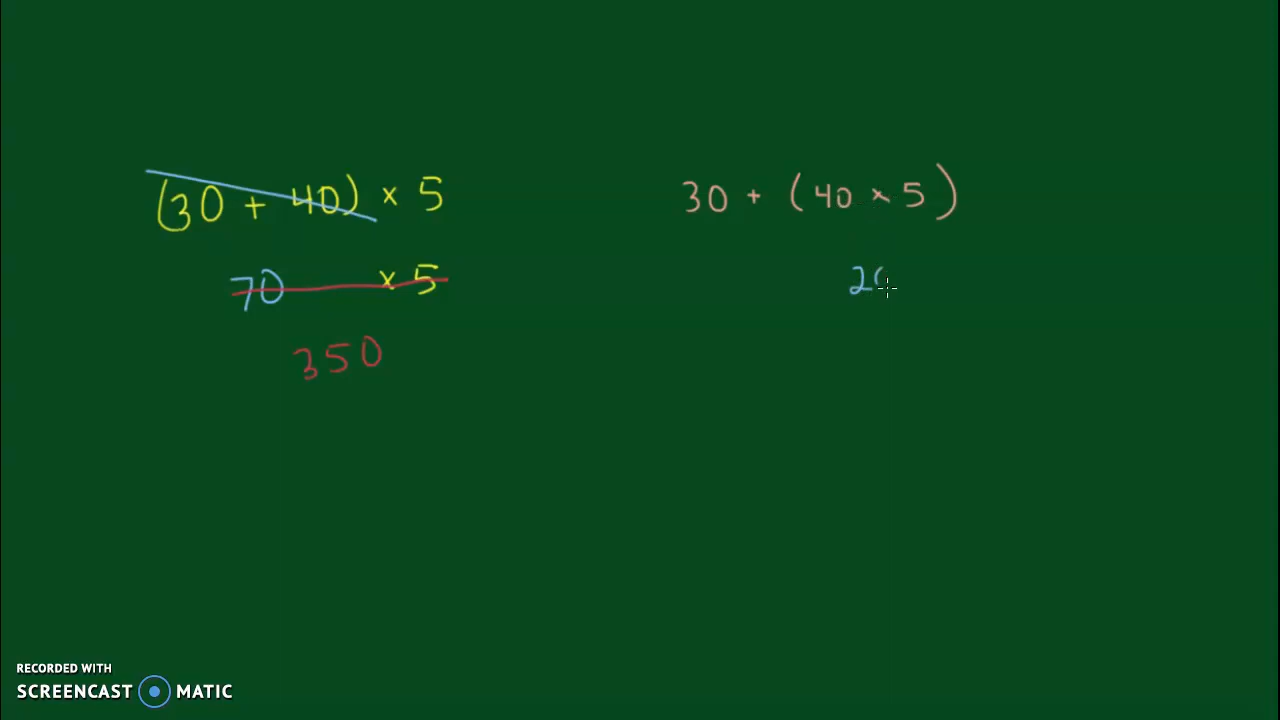 (30 + 40) × 5
70 × 5
350
30 + (40 × 5)
RECORDED WITH
SCREENCAST MATIC